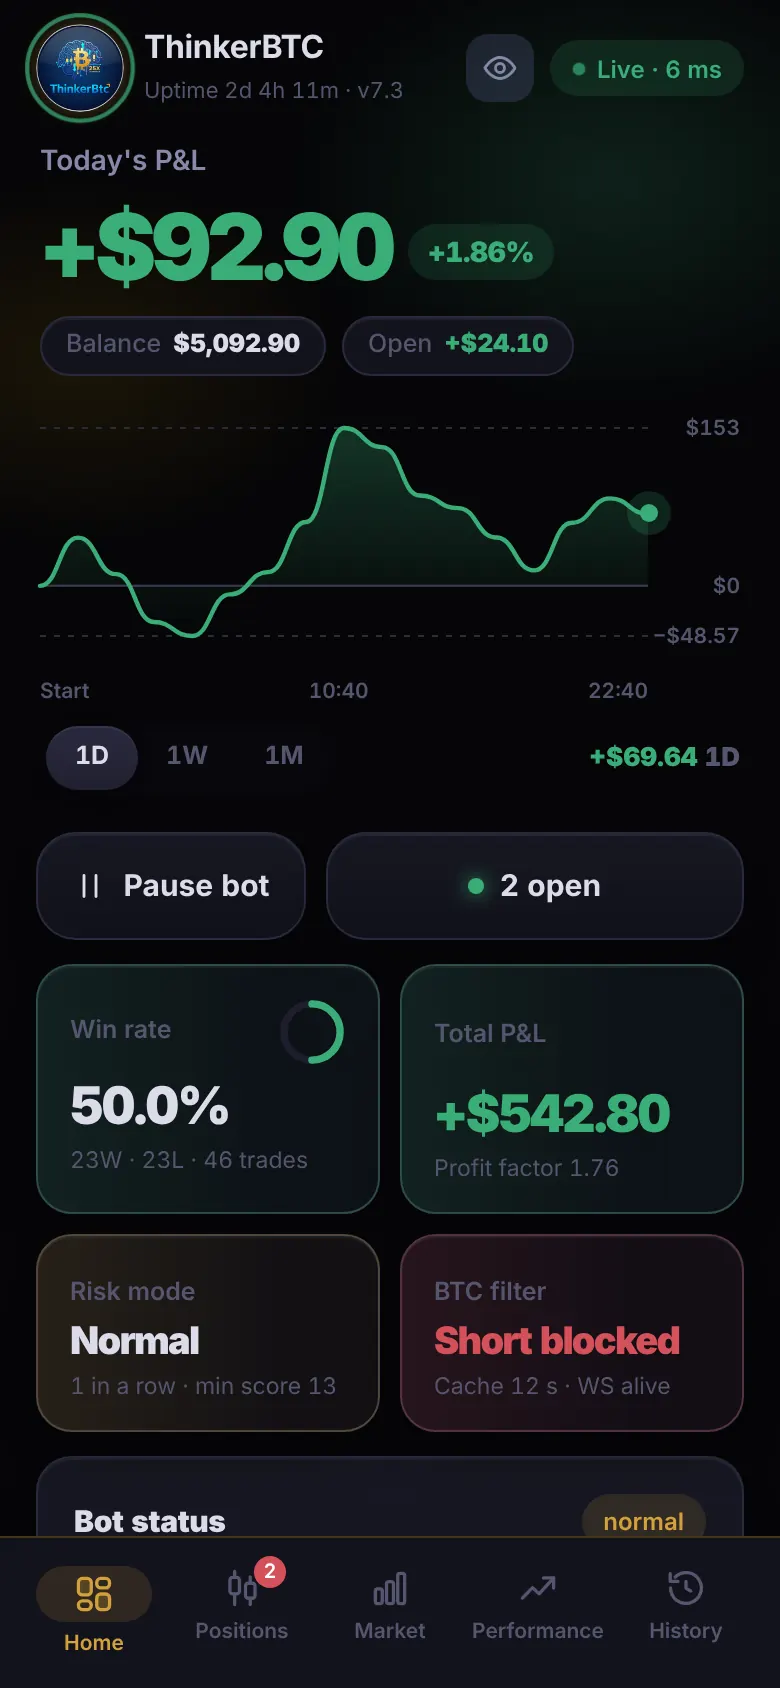 ThinkerBTC
Uptime 2d 4h 11m · v7.3
Live · 6 ms
25X
ThinkerBtc
Today's P&L
+$92.90
+1.86%
Balance $5,092.90
Open +$24.10
$153
$0
−$48.57
Start
10:40
22:40
1D
1W
1M
+$69.64 1D
Pause bot
2 open
Win rate
50.0%
23W · 23L · 46 trades
Total P&L
+$542.80
Profit factor 1.76
Risk mode
Normal
1 in a row · min score 13
BTC filter
Short blocked
Cache 12 s · WS alive
Bot status
normal
Home
2
Positions
Market
Performance
History